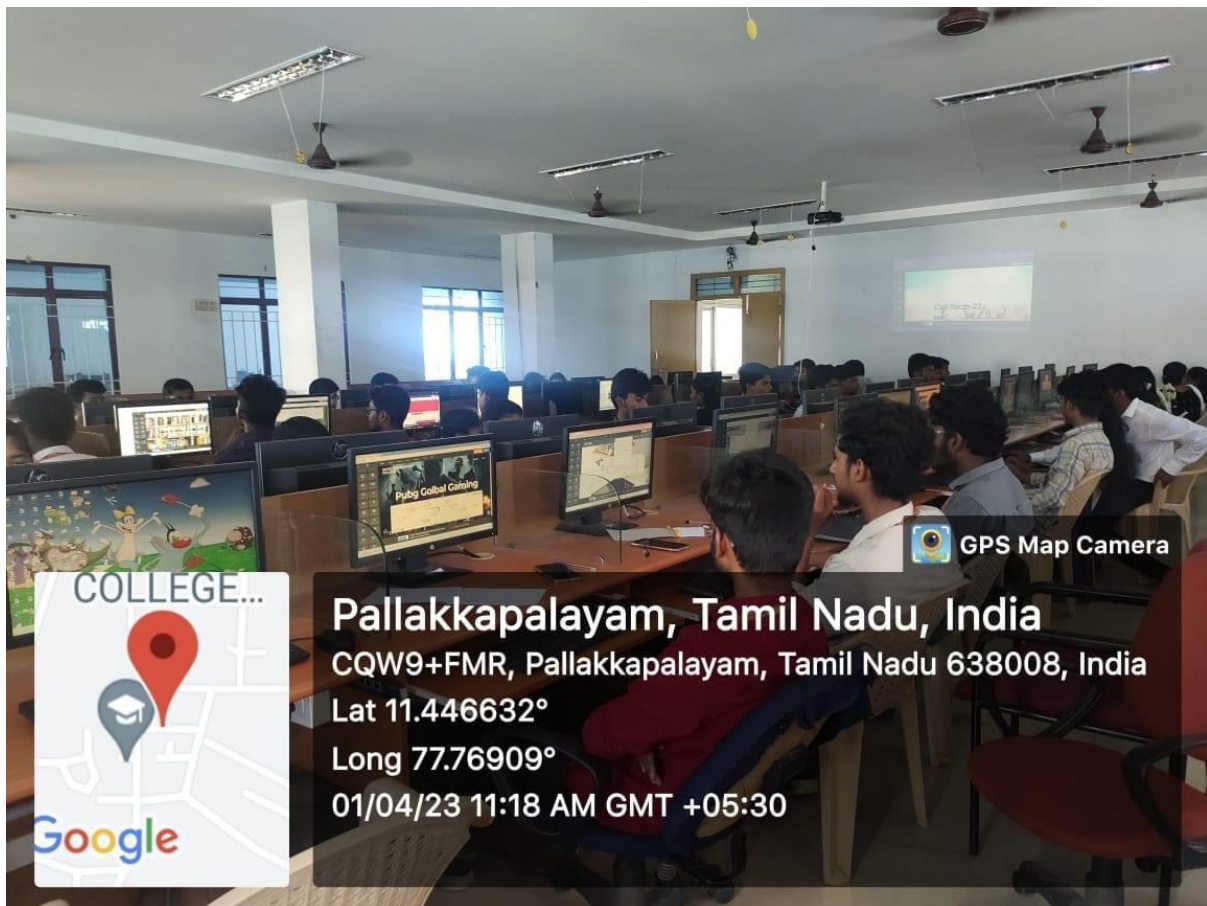 Pubg Golbal Gaming
GPS Map Camera
COLLEGE...
Google
Pallakkapalayam, Tamil Nadu, India
CQW9+FMR, Pallakkapalayam, Tamil Nadu 638008, India
Lat 11.446632°
Long 77.76909°
01/04/23 11:18 AM GMT +05:30